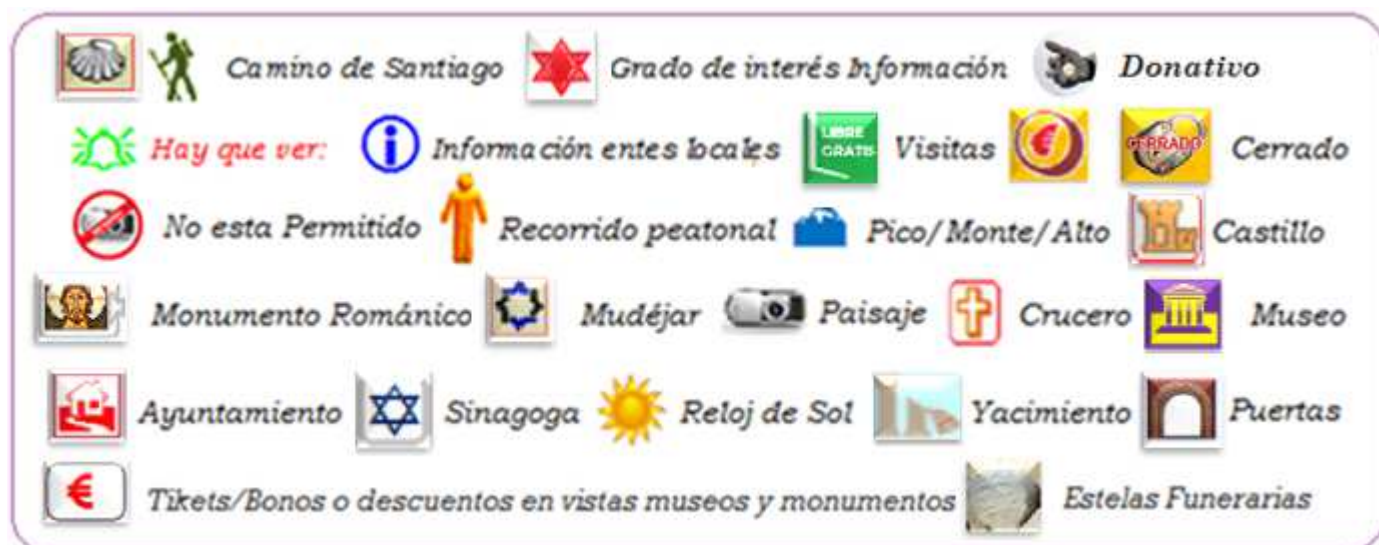 Camino de Santiago Grado de interés Información Donativo
Hay que ver: i Información entes locales LIBRE GRATIS Visitas € CERRADO Cerrado
No esta Permitido Recorrido peatonal Pico/Monte/Alto Castillo
Monumento Románico Mudéjar Paisaje Crucero Museo
Ayuntamiento Sinagoga Reloj de Sol Yacimiento Puertas
€ Tikets/Bonos o descuentos en vistas museos y monumentos Estelas Funerarias